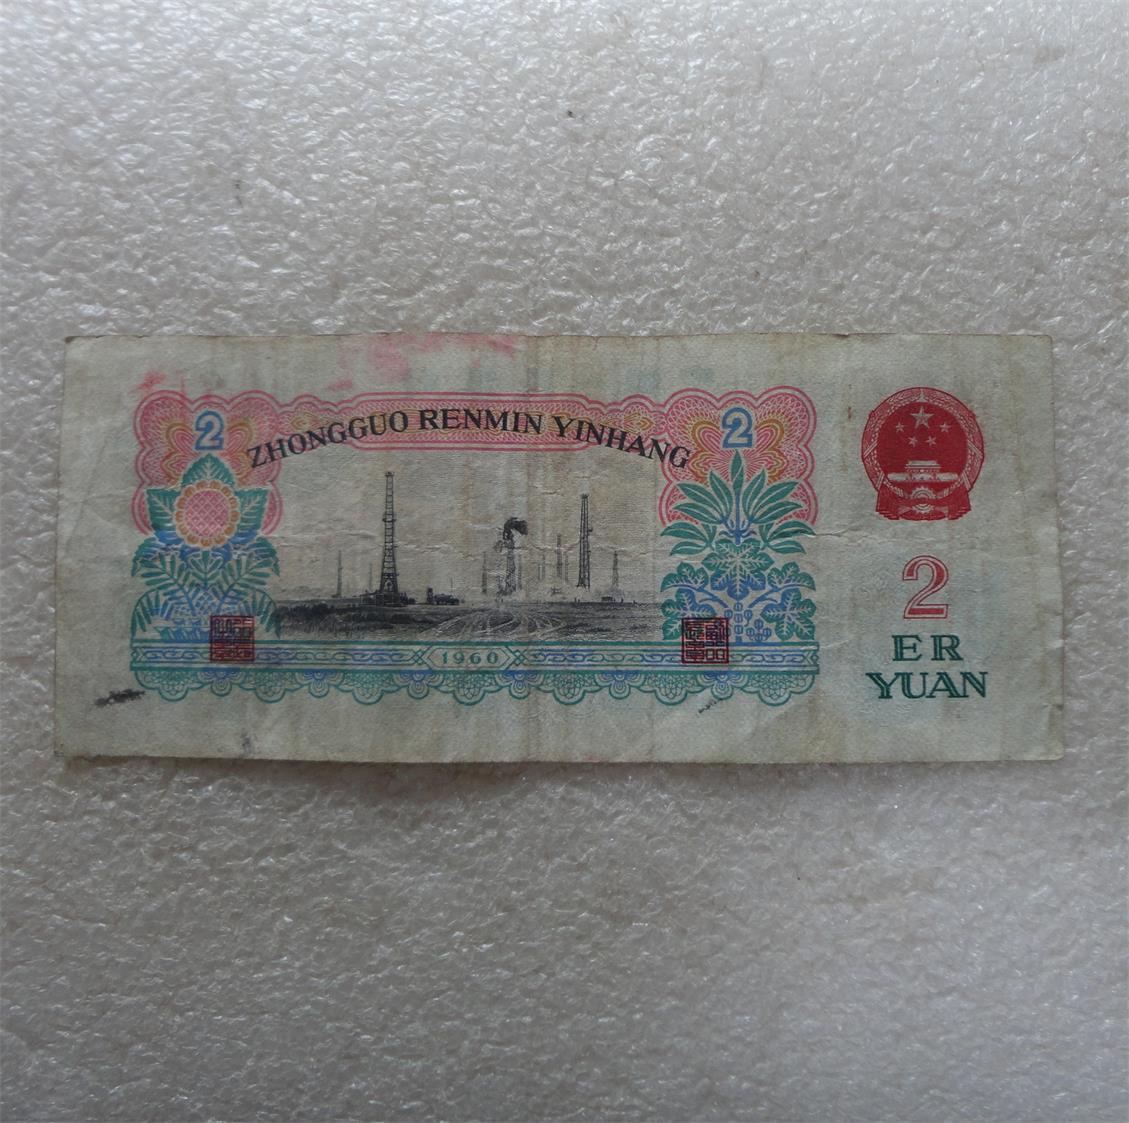 2
2
ZHONGGUO RENMIN YINHANG
1960
2
ER
YUAN